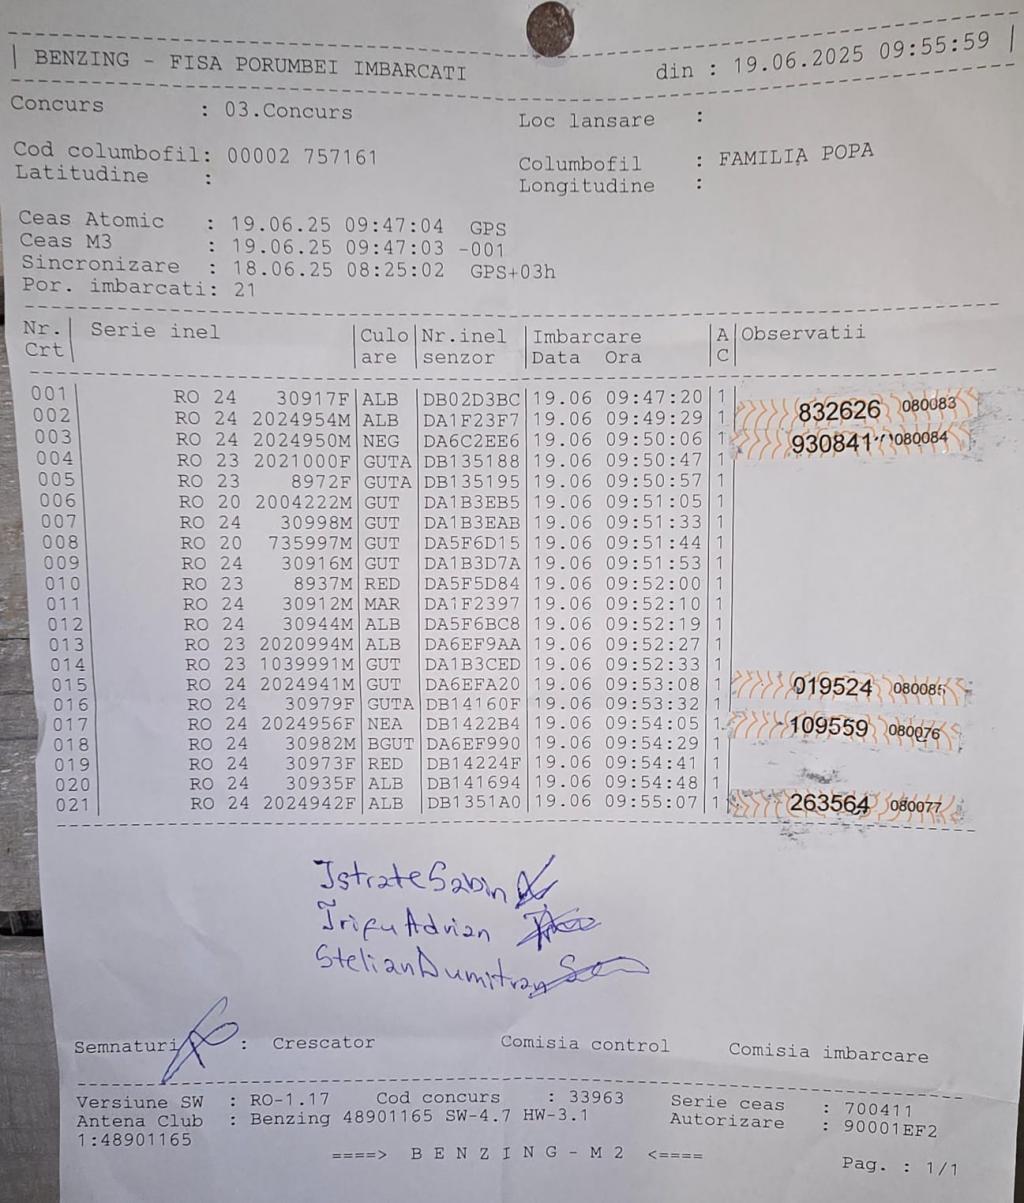 BENZING - FISA PORUMBEI IMBARCATI din : 19.06.2025 09:55:59
Concurs : 03.Concurs Loc lansare :
Cod columbofil: 00002 757161 Columbofil : FAMILIA POPA
Latitudine : Longitudine :
Ceas Atomic : 19.06.25 09:47:04 GPS
Ceas M3 : 19.06.25 09:47:03 -001
Sincronizare : 18.06.25 08:25:02 GPS+03h
Por. imbarcati: 21
Nr. | Serie inel | Culo | Nr.inel | Imbarcare | A | Observatii
Crt | | are | senzor | Data Ora | C |
001 RO 24 30917F ALB DB02D3BC 19.06 09:47:20 1 832626 080083
002 RO 24 2024954M ALB DA1F23F7 19.06 09:49:29 1
003 RO 24 2024950M NEG DA6C2EE6 19.06 09:50:06 1 930841 080084
004 RO 23 2021000F GUTA DB135188 19.06 09:50:47 1
005 RO 23 8972F GUTA DB135195 19.06 09:50:57 1
006 RO 20 2004222M GUT DA1B3EB5 19.06 09:51:05 1
007 RO 24 30998M GUT DA1B3EAB 19.06 09:51:33 1
008 RO 20 735997M GUT DA5F6D15 19.06 09:51:44 1
009 RO 24 30916M GUT DA1B3D7A 19.06 09:51:53 1
010 RO 23 8937M RED DA5F5D84 19.06 09:52:00 1
011 RO 24 30912M MAR DA1F2397 19.06 09:52:10 1
012 RO 24 30944M ALB DA5F6BC8 19.06 09:52:19 1
013 RO 23 2020994M ALB DA6EF9AA 19.06 09:52:27 1
014 RO 23 1039991M GUT DA1B3CED 19.06 09:52:33 1
015 RO 24 2024941M GUT DA6EFA20 19.06 09:53:08 1 019524 080085
016 RO 24 30979F GUTA DB14160F 19.06 09:53:32 1
017 RO 24 2024956F NEA DB1422B4 19.06 09:54:05 1 109559 080076
018 RO 24 30982M BGUT DA6EF990 19.06 09:54:29 1
019 RO 24 30973F RED DB14224F 19.06 09:54:41 1
020 RO 24 30935F ALB DB141694 19.06 09:54:48 1
021 RO 24 2024942F ALB DB1351A0 19.06 09:55:07 1 263564 080077
Istrate Sabin
Trifu Adrian
Stelian Dumitran
Semnaturi : Crescator Comisia control Comisia imbarcare
Versiune SW : RO-1.17 Cod concurs : 33963 Serie ceas : 700411
Antena Club : Benzing 48901165 SW-4.7 HW-3.1 Autorizare : 90001EF2
1:48901165
====> B E N Z I N G - M 2 <====
Pag. : 1/1